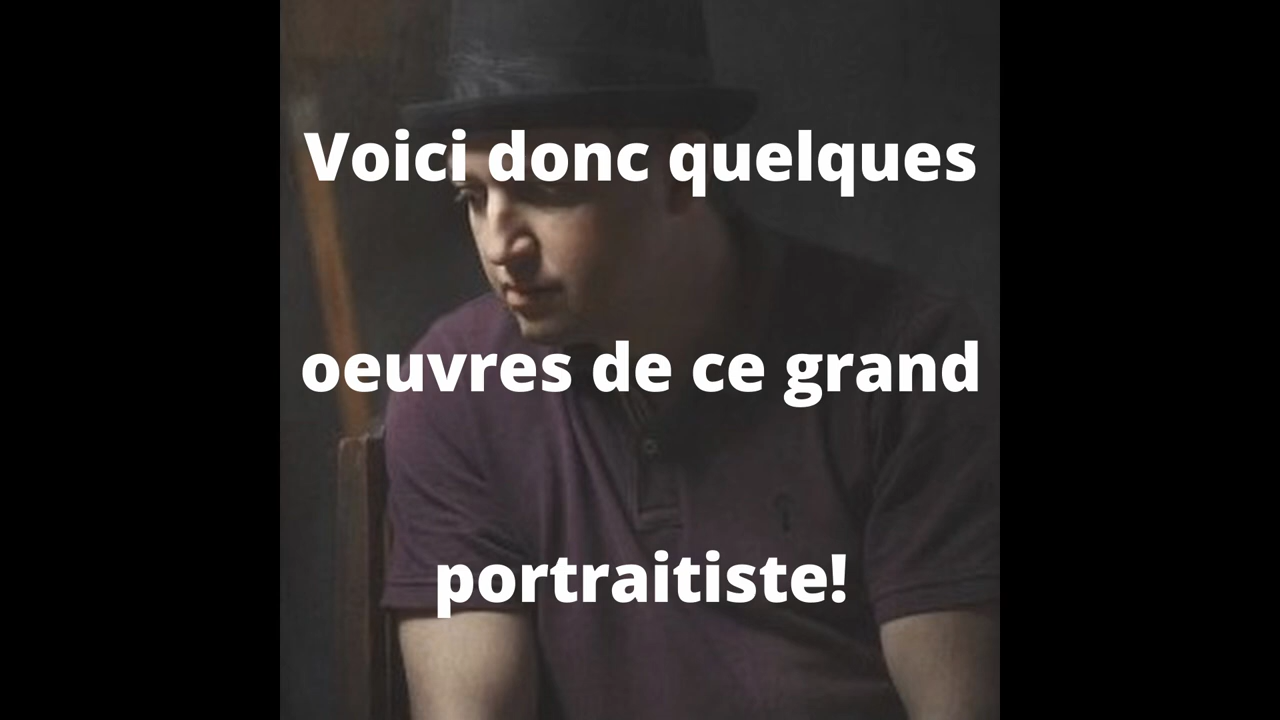 Voici donc quelques
oeuvres de ce grand
portraitiste!